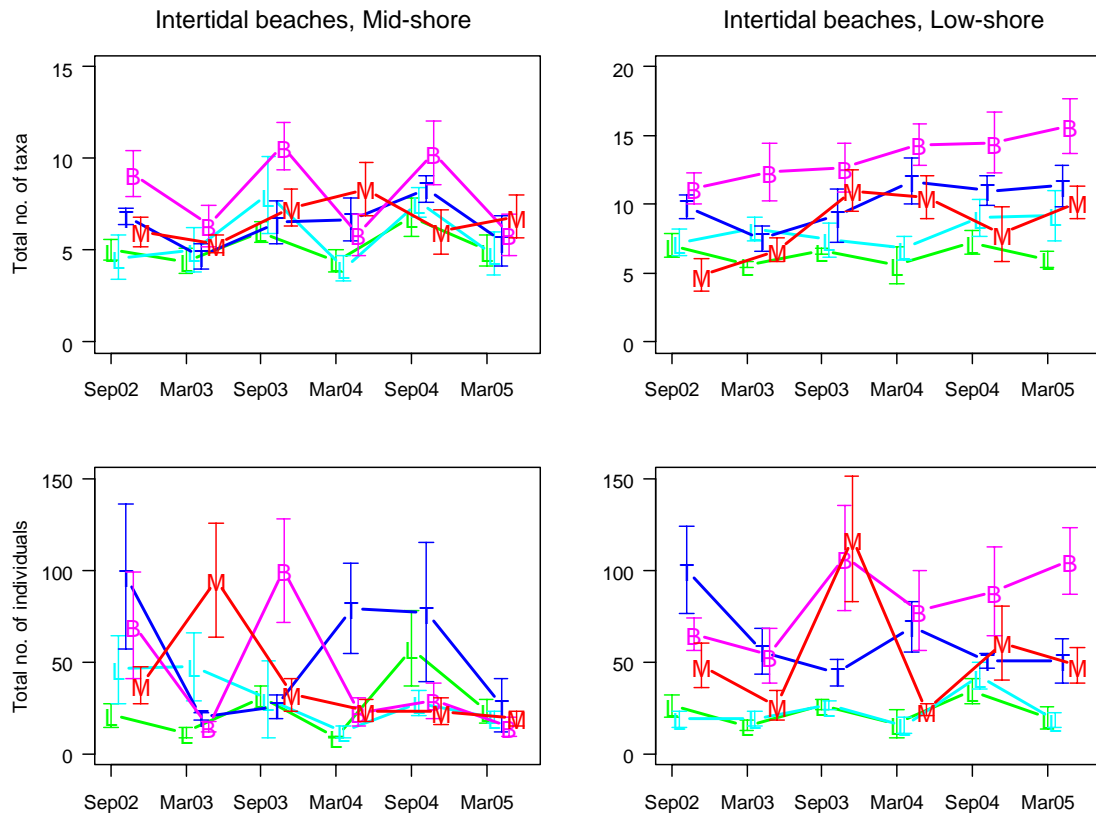 Intertidal beaches, Mid-shore
Total no. of taxa
15
10
5
0
B B B B B B
T T T T T T
M M M M M M
L L L L L L
L L L L L L
Sep02 Mar03 Sep03 Mar04 Sep04 Mar05
Intertidal beaches, Low-shore
20
15
10
5
0
B B B B B B
T T T T T T
M M M M M M
L L L L L L
L L L L L L
Sep02 Mar03 Sep03 Mar04 Sep04 Mar05
Total no. of individuals
150
100
50
0
T T T T T T
B B B B B B
M M M M M M
L L L L L L
L L L L L L
Sep02 Mar03 Sep03 Mar04 Sep04 Mar05
150
100
50
0
T T T T T T
B B B B B B
M M M M M M
L L L L L L
L L L L L L
Sep02 Mar03 Sep03 Mar04 Sep04 Mar05